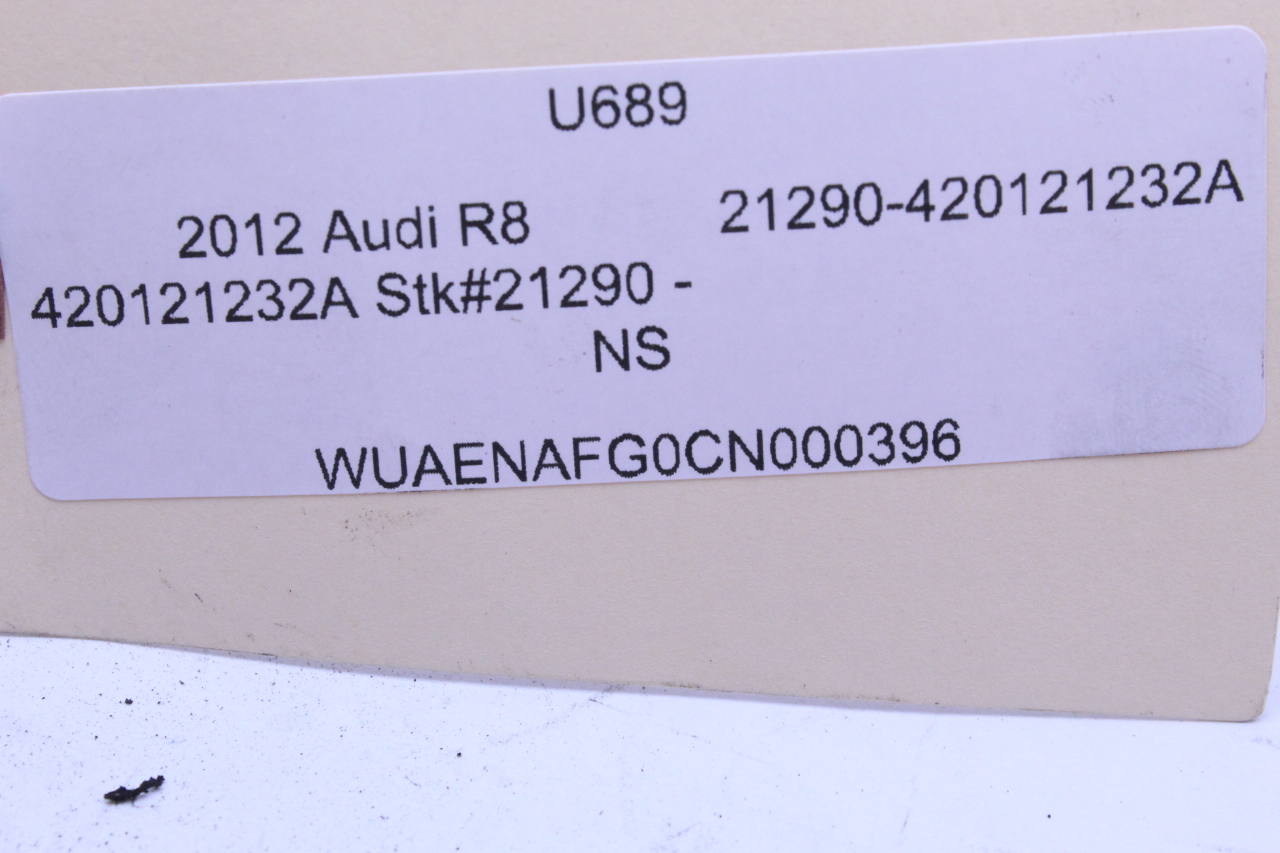 U689
2012 Audi R8 21290-420121232A
420121232A Stk#21290 -
NS
WUAENAFG0CN000396